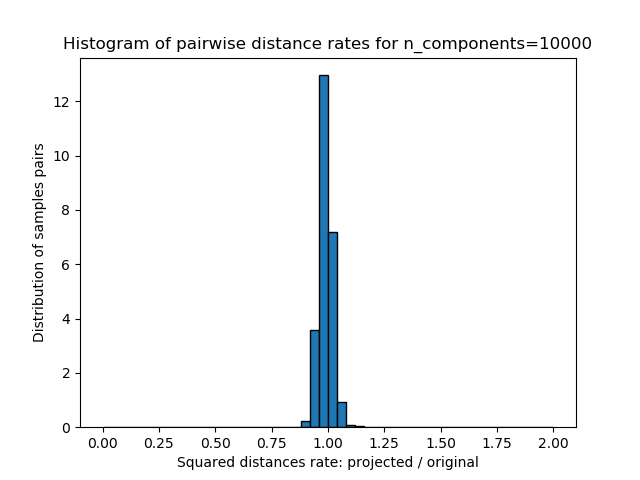 Histogram of pairwise distance rates for n_components=10000
Distribution of samples pairs
12
10
8
6
4
2
0
0.00 0.25 0.50 0.75 1.00 1.25 1.50 1.75 2.00
Squared distances rate: projected / original